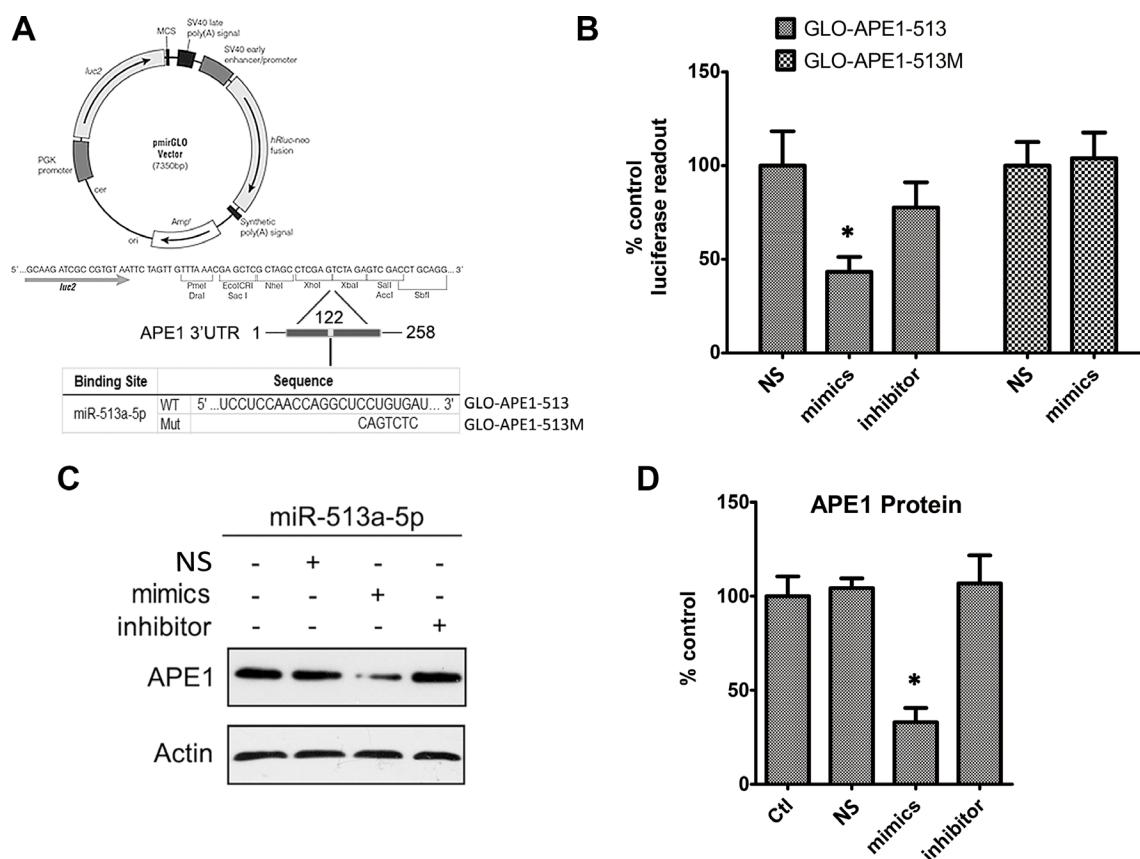 A
SV40 late
poly(A) signal
MCS
SV40 early
enhancer/promoter
luc2
pmirGLO
Vector
(7350bp)
hRluc-neo
fusion
PGK
promoter
cer
Synthetic
poly(A) signal
Ampʳ
ori
5' ...GCAAG ATCGC CGTGT AATTC TAGTT GTTTAA ACGA GCTCG CTAGC CTCGA GTCTA GAGTC GACCTGCAGG... 3'
luc2
PmeI EcoICRI NheI XhoI XbaI SalI SbfI
DraI Sac I AccI
122
APE1 3'UTR 1 258
Binding Site Sequence
miR-513a-5p WT 5' ...UCCUCCAACCAGGCUCCUGUGAU... 3' GLO-APE1-513
Mut CAGTCTC GLO-APE1-513M
B
GLO-APE1-513
GLO-APE1-513M
% control
luciferase readout
150
100
50
0
*
NS mimics inhibitor NS mimics
C
miR-513a-5p
NS - + - -
mimics - - + -
inhibitor - - - +
APE1
Actin
D
APE1 Protein
% control
150
100
50
0
*
Ctl NS mimics inhibitor